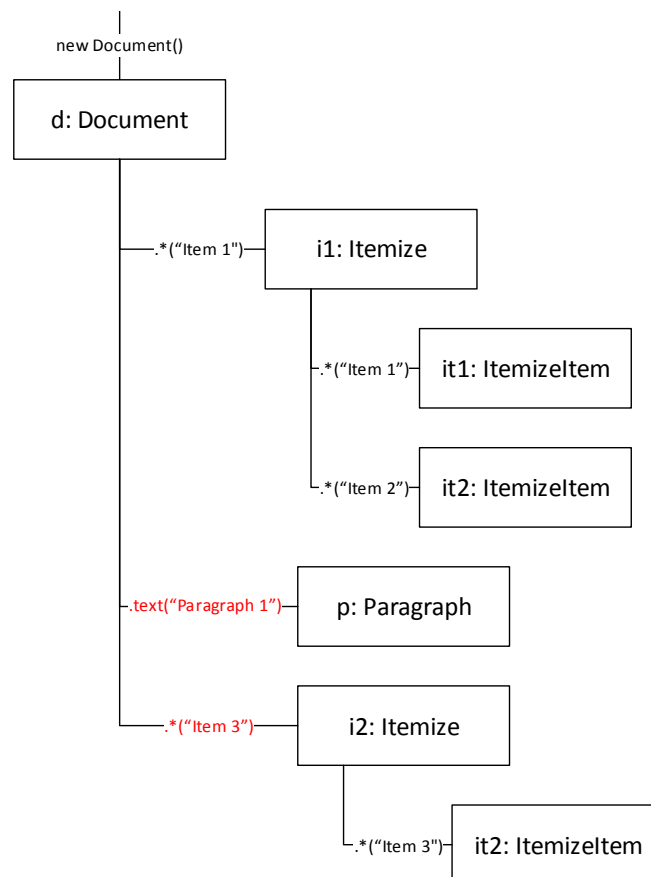 new Document()
d: Document
.*(“Item 1")
i1: Itemize
.*(“Item 1”)
it1: ItemizeItem
.*(“Item 2”)
it2: ItemizeItem
.text(“Paragraph 1”)
p: Paragraph
.*(“Item 3”)
i2: Itemize
.*(“Item 3")
it2: ItemizeItem